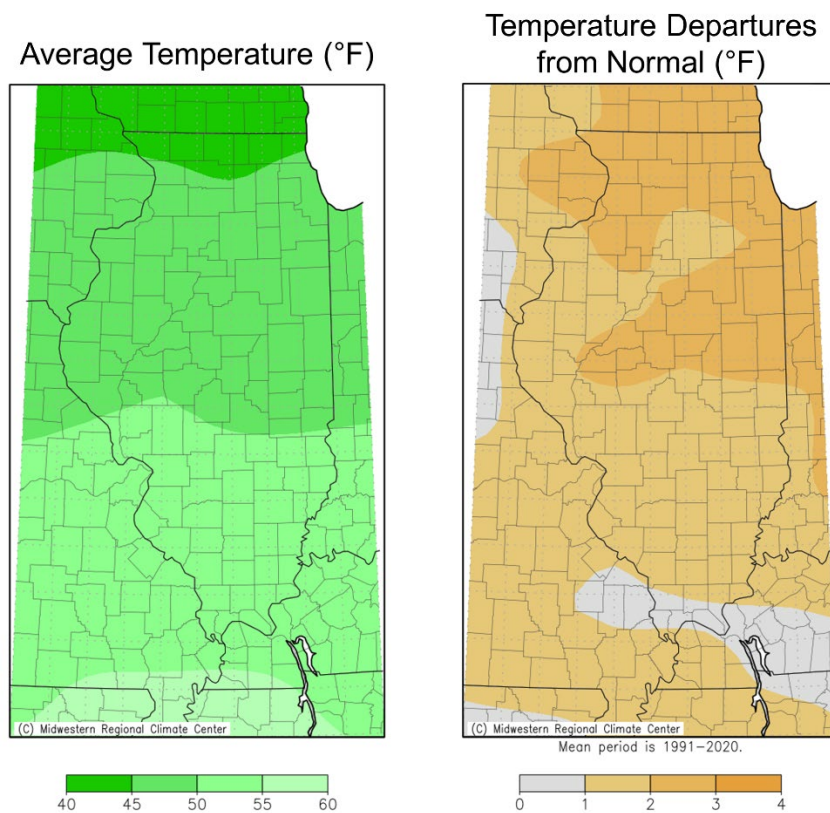 Average Temperature (°F)
Temperature Departures
from Normal (°F)
(C) Midwestern Regional Climate Center
(C) Midwestern Regional Climate Center
Mean period is 1991-2020.
40 45 50 55 60
0 1 2 3 4